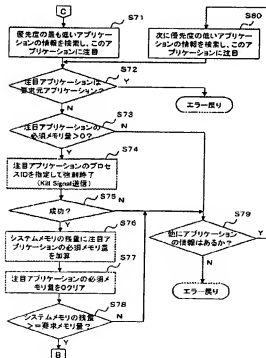 C
S71
優先度の最も低いアプリケーション
の情報を検索し、このア
プリケーションに注目
S80
次に優先度の低いアプリケー
ションの情報を検索し、この
アプリケーションに注目
S72
注目アプリケーションは
要求元アプリケーション?
Y
エラー戻り
N
S73
注目アプリケーションの
必須メモリ量>0?
N
Y
S74
注目アプリケーションのプロセ
スIDを指定して強制終了
(Kill Signal送信)
S75
成功?
N
Y
S76
システムメモリの残量に注目ア
プリケーションの必須メモリ量
を加算
S77
注目アプリケーションの必須メ
モリ量を0クリア
S78
システムメモリの残量
>=要求メモリ量?
N
Y
B
S79
他にアプリケーション
の情報はあるか?
Y
N
エラー戻り